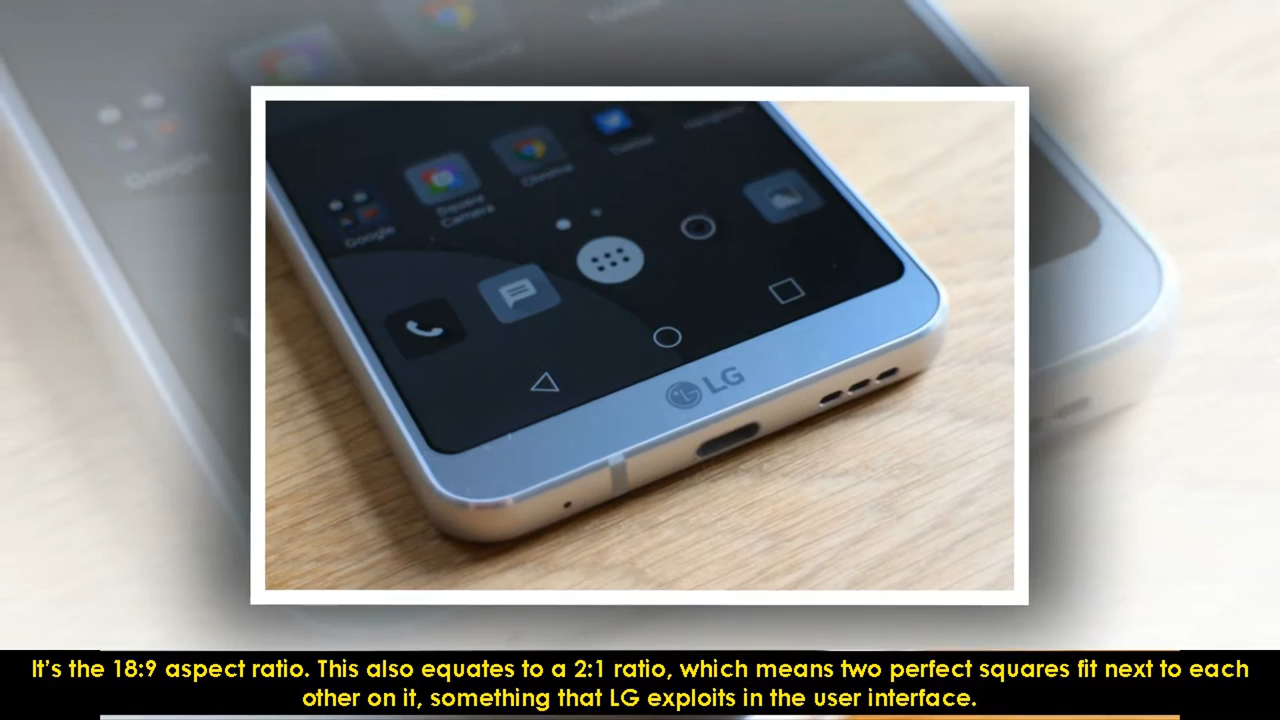 Google
Square
Camera
Chrome
Google
LG
It's the 18:9 aspect ratio. This also equates to a 2:1 ratio, which means two perfect squares fit next to each
other on it, something that LG exploits in the user interface.